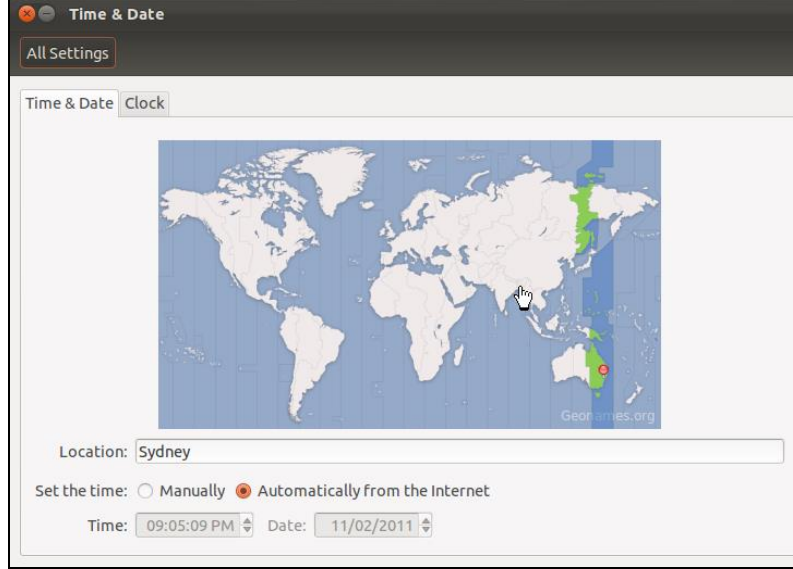 Time & Date
All Settings
Time & Date Clock
Geonames.org
Location: Sydney
Set the time: Manually Automatically from the Internet
Time: 09:05:09 PM Date: 11/02/2011